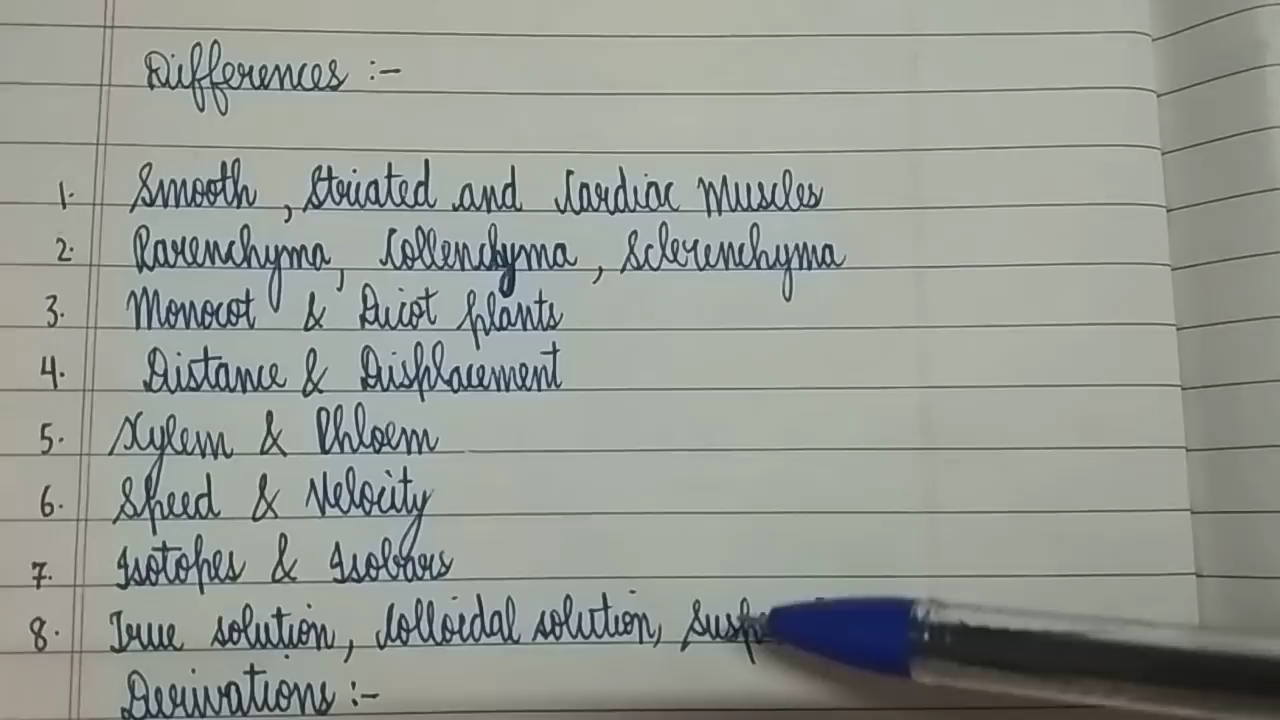 Differences :-
1. Smooth, Striated and Cardiac Muscles
2. Parenchyma, Collenchyma, Sclerenchyma
3. Monocot & Dicot plants
4. Distance & Displacement
5. Xylem & Phloem
6. Speed & Velocity
7. Isotopes & Isobars
8. True solution, Colloidal solution,
Derivations :-